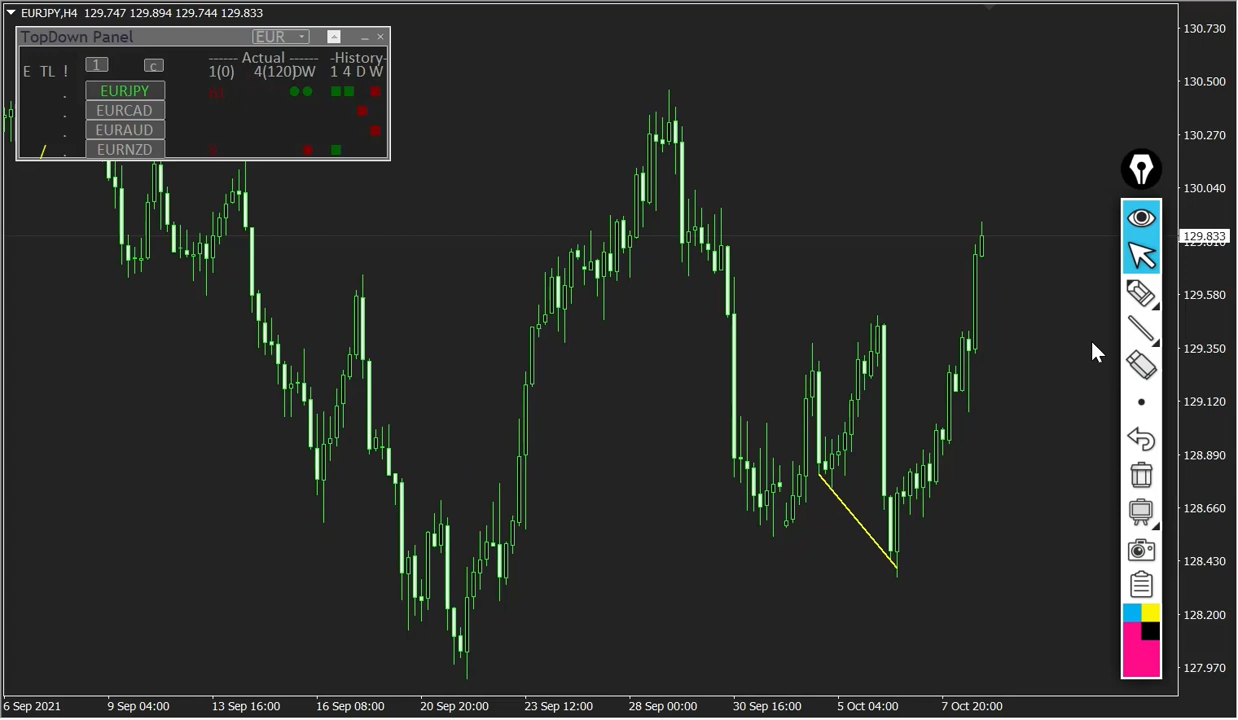 EURJPY,H4 129.747 129.894 129.744 129.833
TopDown Panel EUR
------ Actual ------ -History-
E TL ! 1 c 1(0) 4(120) D W 1 4 D W
. EURJPY
. EURCAD
. EURAUD
/ . EURNZD
130.730
130.500
130.270
130.040
129.833
129.810
129.580
129.350
129.120
128.890
128.660
128.430
128.200
127.970
6 Sep 2021 9 Sep 04:00 13 Sep 16:00 16 Sep 08:00 20 Sep 20:00 23 Sep 12:00 28 Sep 00:00 30 Sep 16:00 5 Oct 04:00 7 Oct 20:00